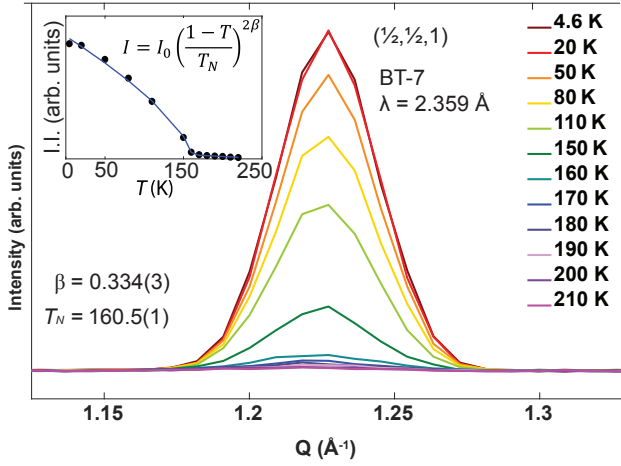 I.I. (arb. units)
I = I₀ ((1 − T)/T_N)^{2β}
0 50 100 150 200 250
T (K)
(½,½,1)
BT-7
λ = 2.359 Å
4.6 K
20 K
50 K
80 K
110 K
150 K
160 K
170 K
180 K
190 K
200 K
210 K
Intensity (arb. units)
β = 0.334(3)
T_N = 160.5(1)
1.15 1.2 1.25 1.3
Q (Å⁻¹)